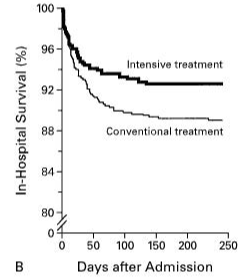 100
96
92
88
84
80
0
In-Hospital Survival (%)
Intensive treatment
Conventional treatment
0 50 100 150 200 250
B Days after Admission